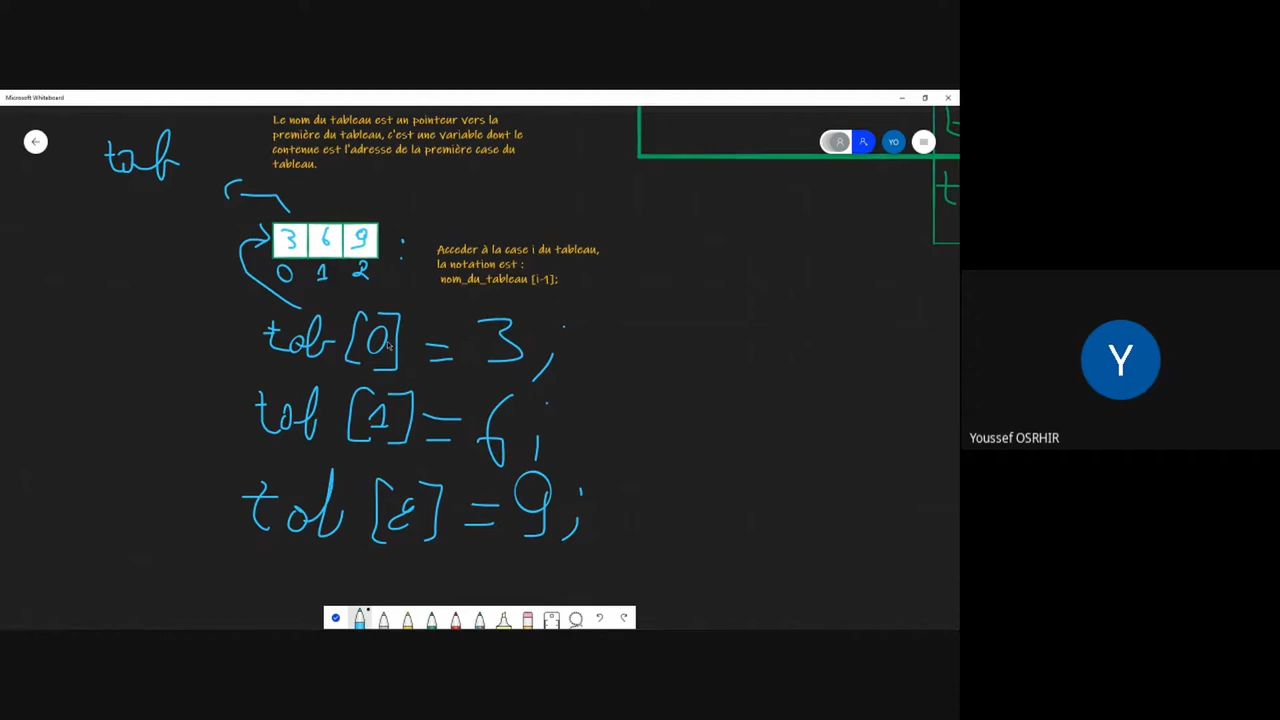 Microsoft Whiteboard
Le nom du tableau est un pointeur vers la
première du tableau, c'est une variable dont le
contenue est l'adresse de la première case du
tableau.
tab
YO
3 6 9 :
0 1 2
Acceder à la case i du tableau,
la notation est :
nom_du_tableau [i-1];
tab [0] = 3;
tab [1] = 6;
tab [2] = 9;
Y
Youssef OSRHIR